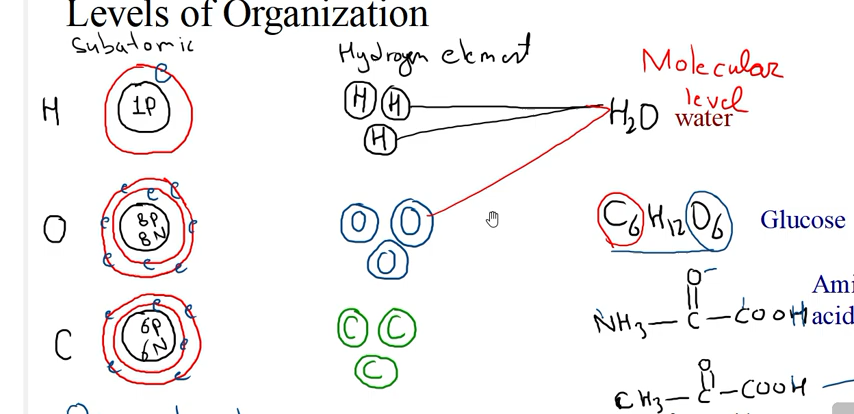 Levels of Organization
Subatomic
Hydrogen element
Molecular
level
H
e
1P
H H
H
H₂O
water
O
e e e
e e
e e e
8P
8N
O O
O
C₆H₁₂O₆
Glucose
C
e e e
e
e e
6P
6N
C C
C
O⁻
Ami
NH₃—C—COOH
acid
O
CH₃—C—COOH